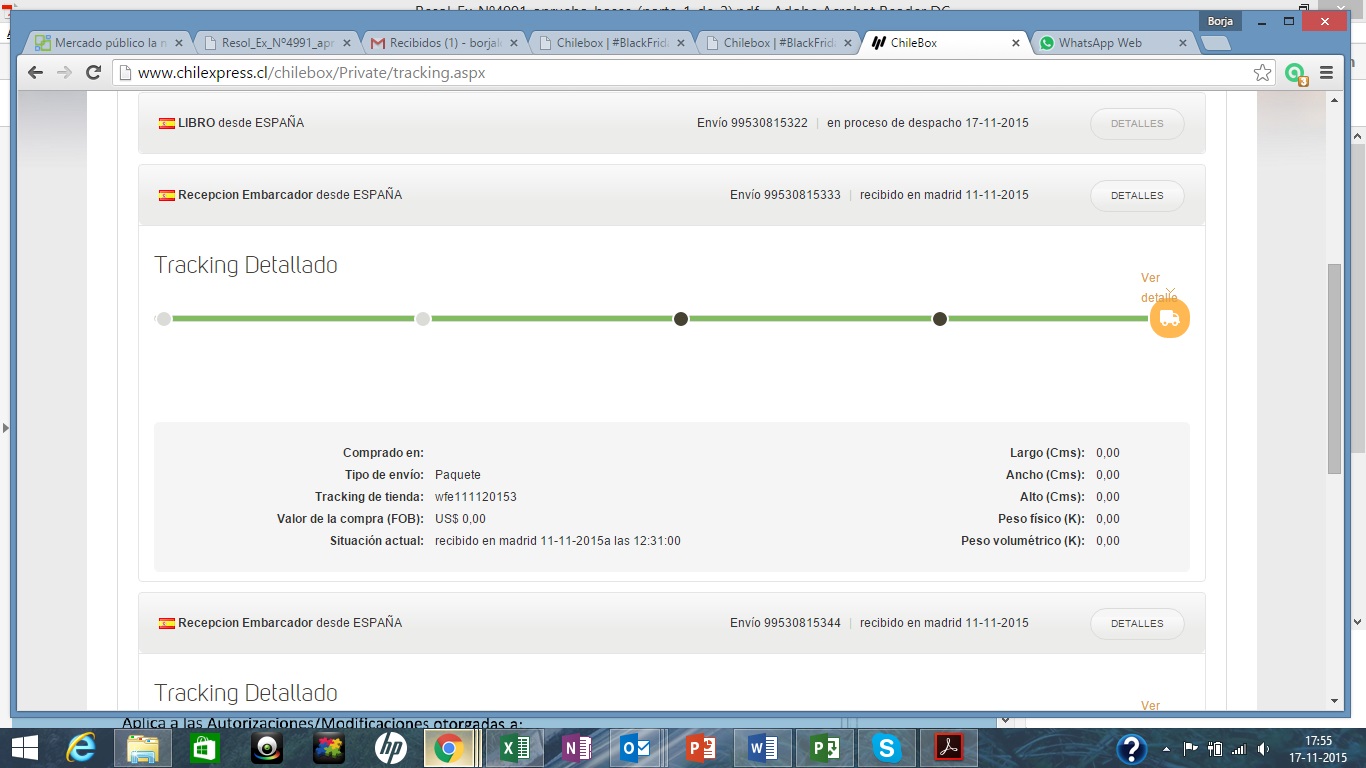 Resol_Ex_Nº4991_aprueba_bases (parte 1 de 2).pdf - Adobe Acrobat Reader DC
Borja
Mercado público la n
Resol_Ex_Nº4991_apr
Recibidos (1) - borjal
Chilebox | #BlackFrid
Chilebox | #BlackFrid
ChileBox
WhatsApp Web
www.chilexpress.cl/chilebox/Private/tracking.aspx
3
LIBRO desde ESPAÑA Envío 99530815322 | en proceso de despacho 17-11-2015 DETALLES
Recepcion Embarcador desde ESPAÑA Envío 99530815333 | recibido en madrid 11-11-2015 DETALLES
Tracking Detallado
Ver
detalle
Comprado en:
Tipo de envío: Paquete
Tracking de tienda: wfe111120153
Valor de la compra (FOB): US$ 0,00
Situación actual: recibido en madrid 11-11-2015a las 12:31:00
Largo (Cms): 0,00
Ancho (Cms): 0,00
Alto (Cms): 0,00
Peso físico (K): 0,00
Peso volumétrico (K): 0,00
Recepcion Embarcador desde ESPAÑA Envío 99530815344 | recibido en madrid 11-11-2015 DETALLES
Tracking Detallado
Ver
Aplica a las Autorizaciones/Modificaciones otorgadas a:
17:55
17-11-2015